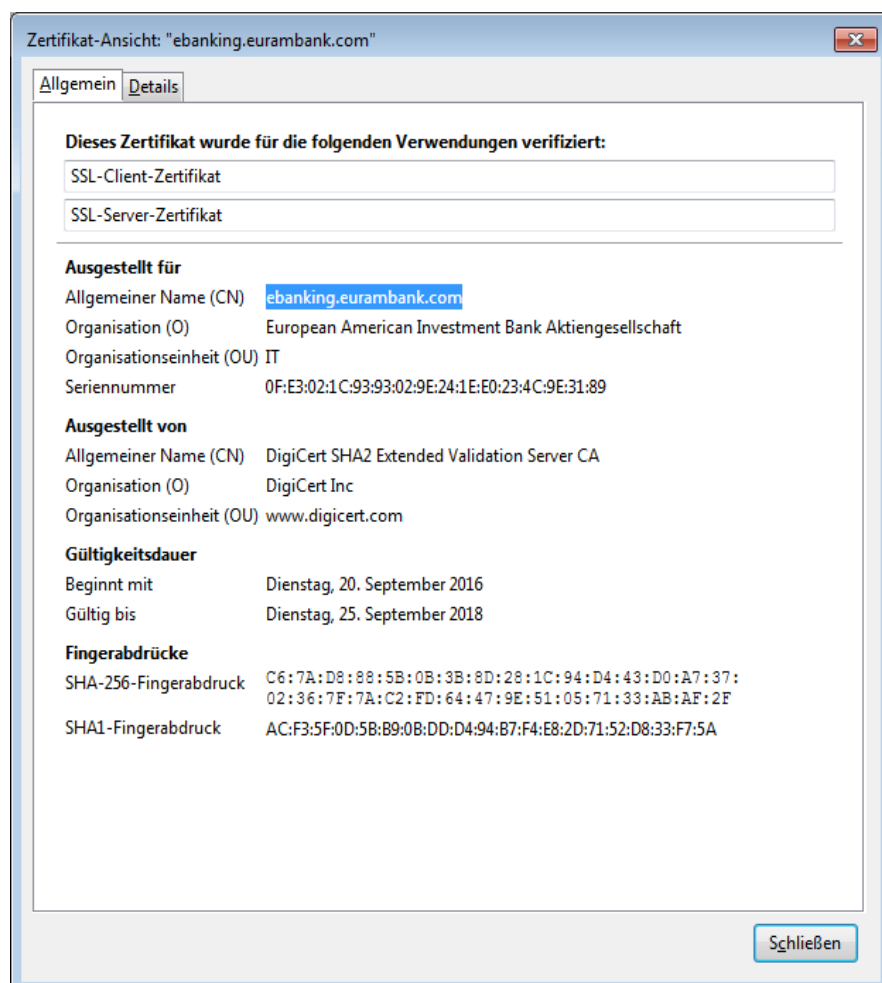 Zertifikat-Ansicht: "ebanking.eurambank.com"
Allgemein Details
Dieses Zertifikat wurde für die folgenden Verwendungen verifiziert:
SSL-Client-Zertifikat
SSL-Server-Zertifikat
Ausgestellt für
Allgemeiner Name (CN) ebanking.eurambank.com
Organisation (O) European American Investment Bank Aktiengesellschaft
Organisationseinheit (OU) IT
Seriennummer 0F:E3:02:1C:93:93:02:9E:24:1E:E0:23:4C:9E:31:89
Ausgestellt von
Allgemeiner Name (CN) DigiCert SHA2 Extended Validation Server CA
Organisation (O) DigiCert Inc
Organisationseinheit (OU) www.digicert.com
Gültigkeitsdauer
Beginnt mit Dienstag, 20. September 2016
Gültig bis Dienstag, 25. September 2018
Fingerabdrücke
SHA-256-Fingerabdruck C6:7A:D8:88:5B:0B:3B:8D:28:1C:94:D4:43:D0:A7:37:
02:36:7F:7A:C2:FD:64:47:9E:51:05:71:33:AB:AF:2F
SHA1-Fingerabdruck AC:F3:5F:0D:5B:B9:0B:DD:D4:94:B7:F4:E8:2D:71:52:D8:33:F7:5A
Schließen